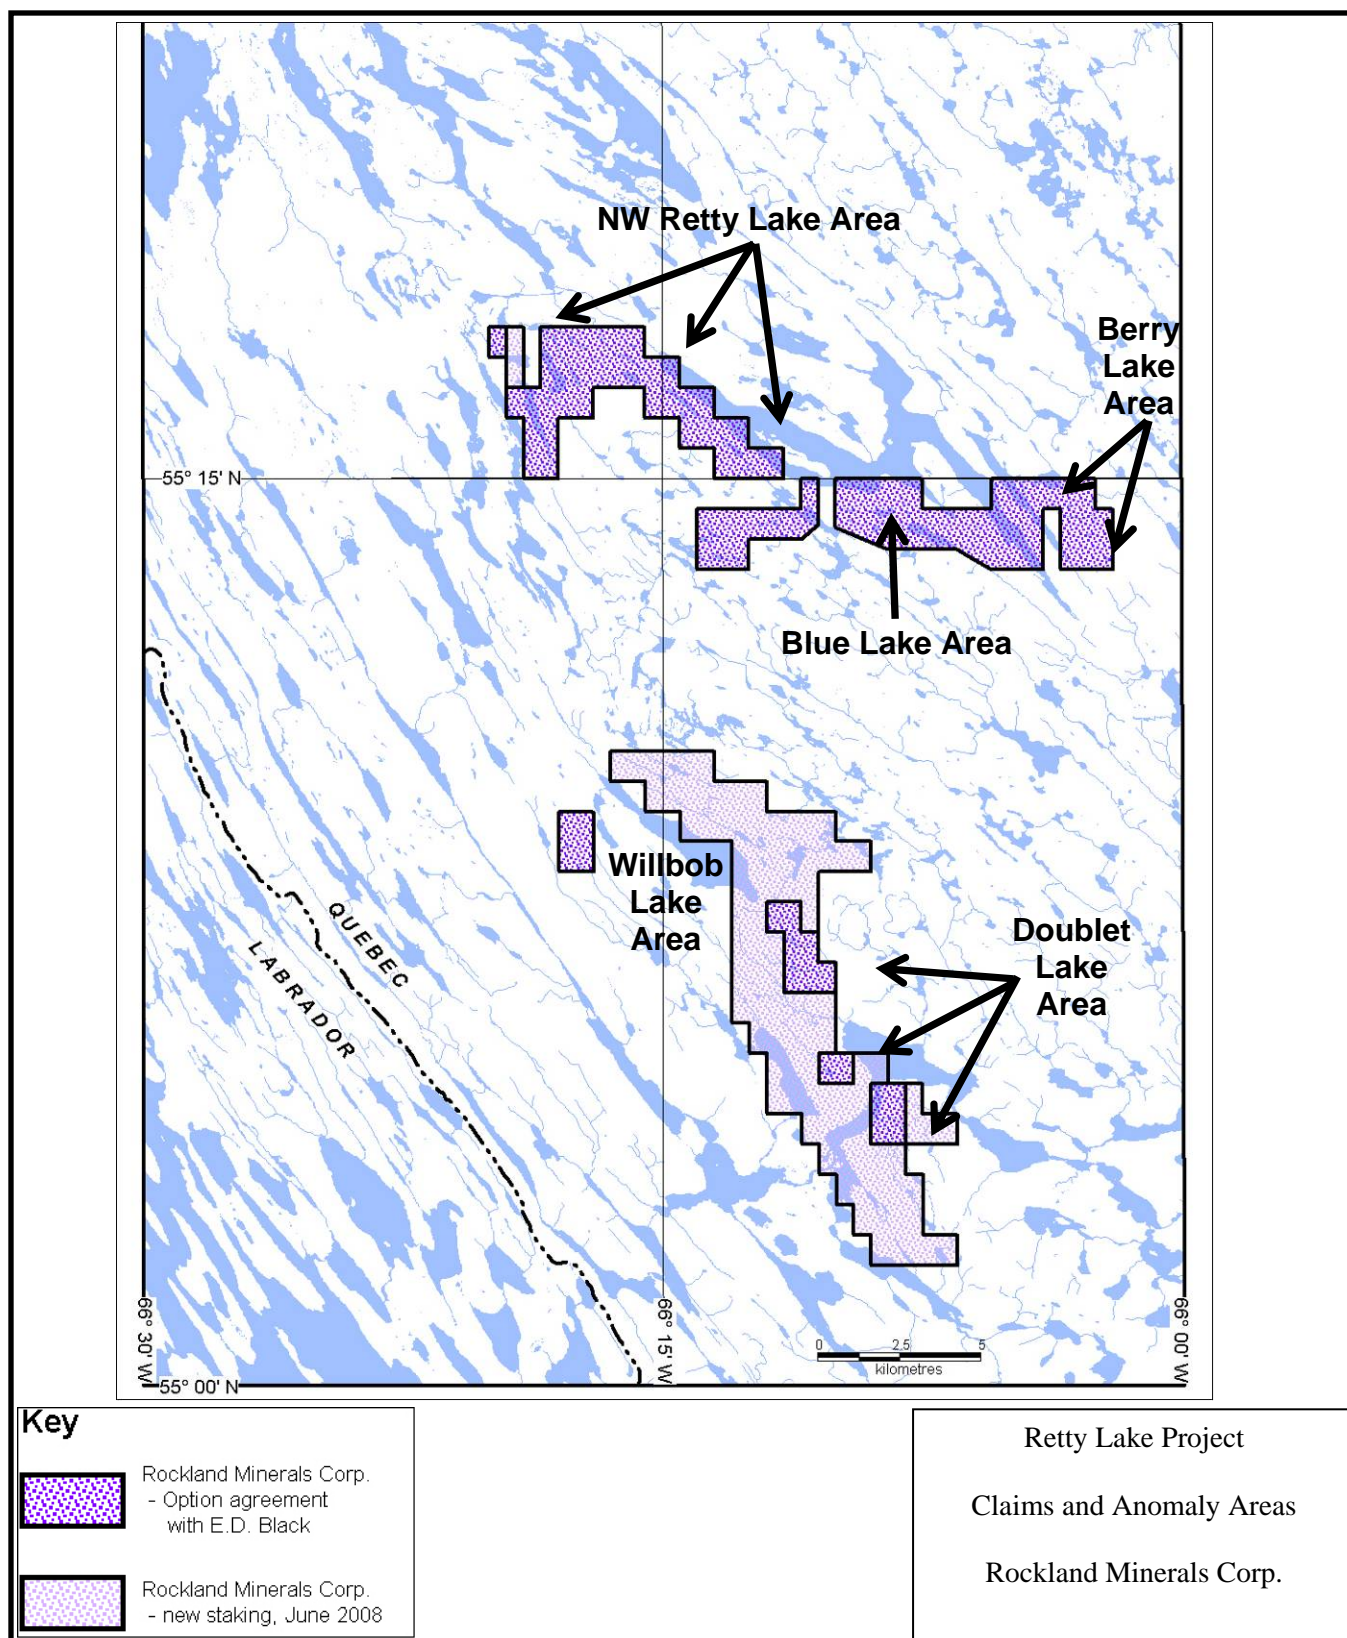 NW Retty Lake Area
Berry
Lake
Area
55° 15' N
Blue Lake Area
Willbob
Lake
Area
Doublet
Lake
Area
QUEBEC
LABRADOR
66° 30' W
66° 15' W
66° 00' W
0 2.5 5
kilometres
55° 00' N
Key
Rockland Minerals Corp.
- Option agreement
with E.D. Black
Rockland Minerals Corp.
- new staking, June 2008
Retty Lake Project
Claims and Anomaly Areas
Rockland Minerals Corp.